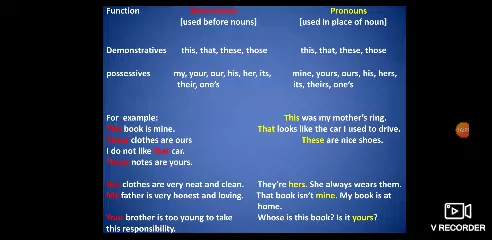 Function Determiners Pronouns
[used before nouns] [used in place of noun]
Demonstratives this, that, these, those this, that, these, those
possessives my, your, our, his, her, its, mine, yours, ours, his, hers,
their, one's its, theirs, one's
For example: This was my mother's ring.
This book is mine. That looks like the car I used to drive.
These clothes are ours These are nice shoes.
I do not like that car.
These notes are yours.
Her clothes are very neat and clean. They're hers. She always wears them.
My father is very honest and loving. That book isn't mine. My book is at
home.
Your brother is too young to take Whose is this book? Is it yours?
this responsibility.
V RECORDER